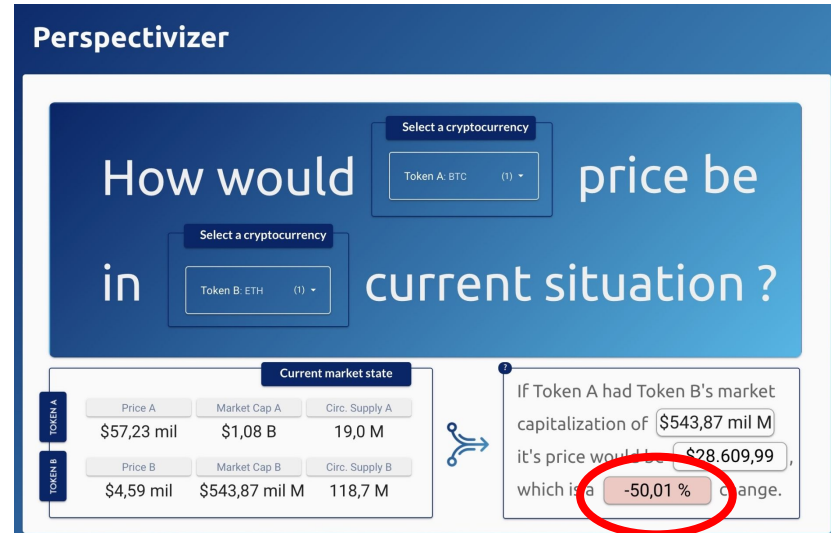 Perspectivizer
Select a cryptocurrency
How would Token A: BTC (1) price be
Select a cryptocurrency
in Token B: ETH (1) current situation ?
Current market state
TOKEN A
Price A Market Cap A Circ. Supply A
$57,23 mil $1,08 B 19,0 M
TOKEN B
Price B Market Cap B Circ. Supply B
$4,59 mil $543,87 mil M 118,7 M
?
If Token A had Token B's market
capitalization of $543,87 mil M
it's price would be $28.609,99 ,
which is a -50,01 % change.